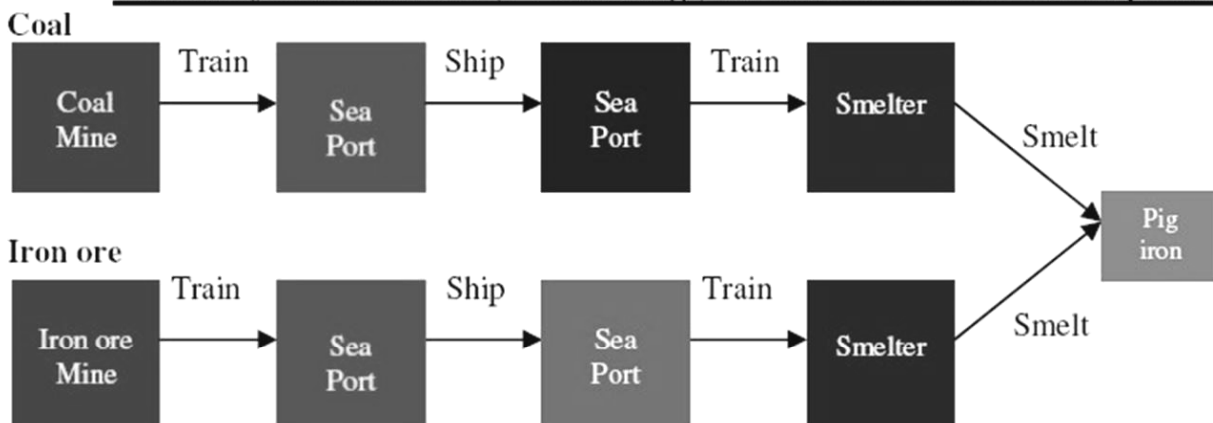 Coal
Train
Ship
Train
Coal
Mine
Sea
Port
Sea
Port
Smelter
Smelt
Pig
iron
Iron ore
Train
Ship
Train
Iron ore
Mine
Sea
Port
Sea
Port
Smelter
Smelt